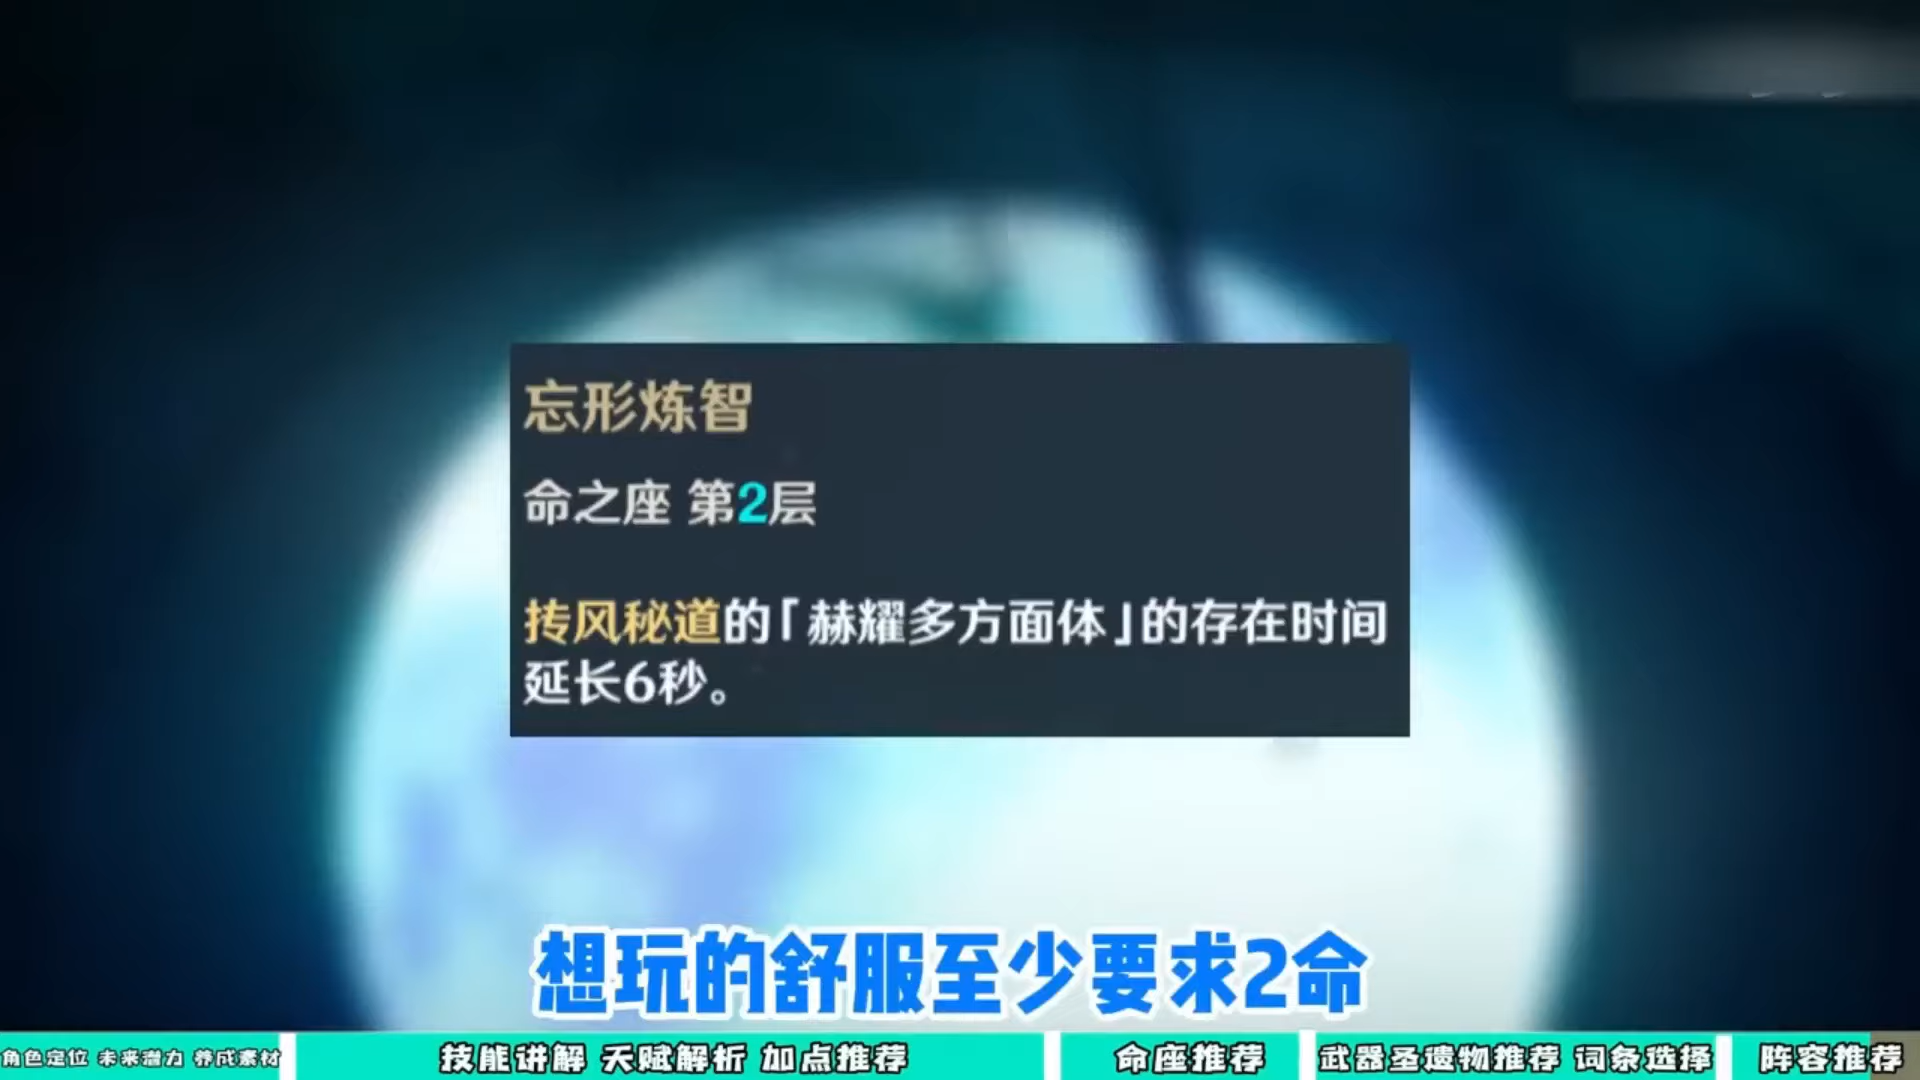 忘形炼智
命之座 第2层
抟风秘道的「赫耀多方面体」的存在时间
延长6秒。
想玩的舒服至少要求2命
角色定位 未来潜力 养成素材
技能讲解 天赋解析 加点推荐
命座推荐
武器圣遗物推荐 词条选择
阵容推荐